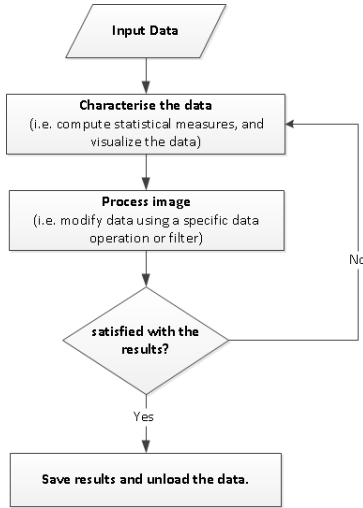 Input Data
Characterise the data
(i.e. compute statistical measures, and
visualize the data)
Process image
(i.e. modify data using a specific data
operation or filter)
satisfied with the
results?
No
Yes
Save results and unload the data.